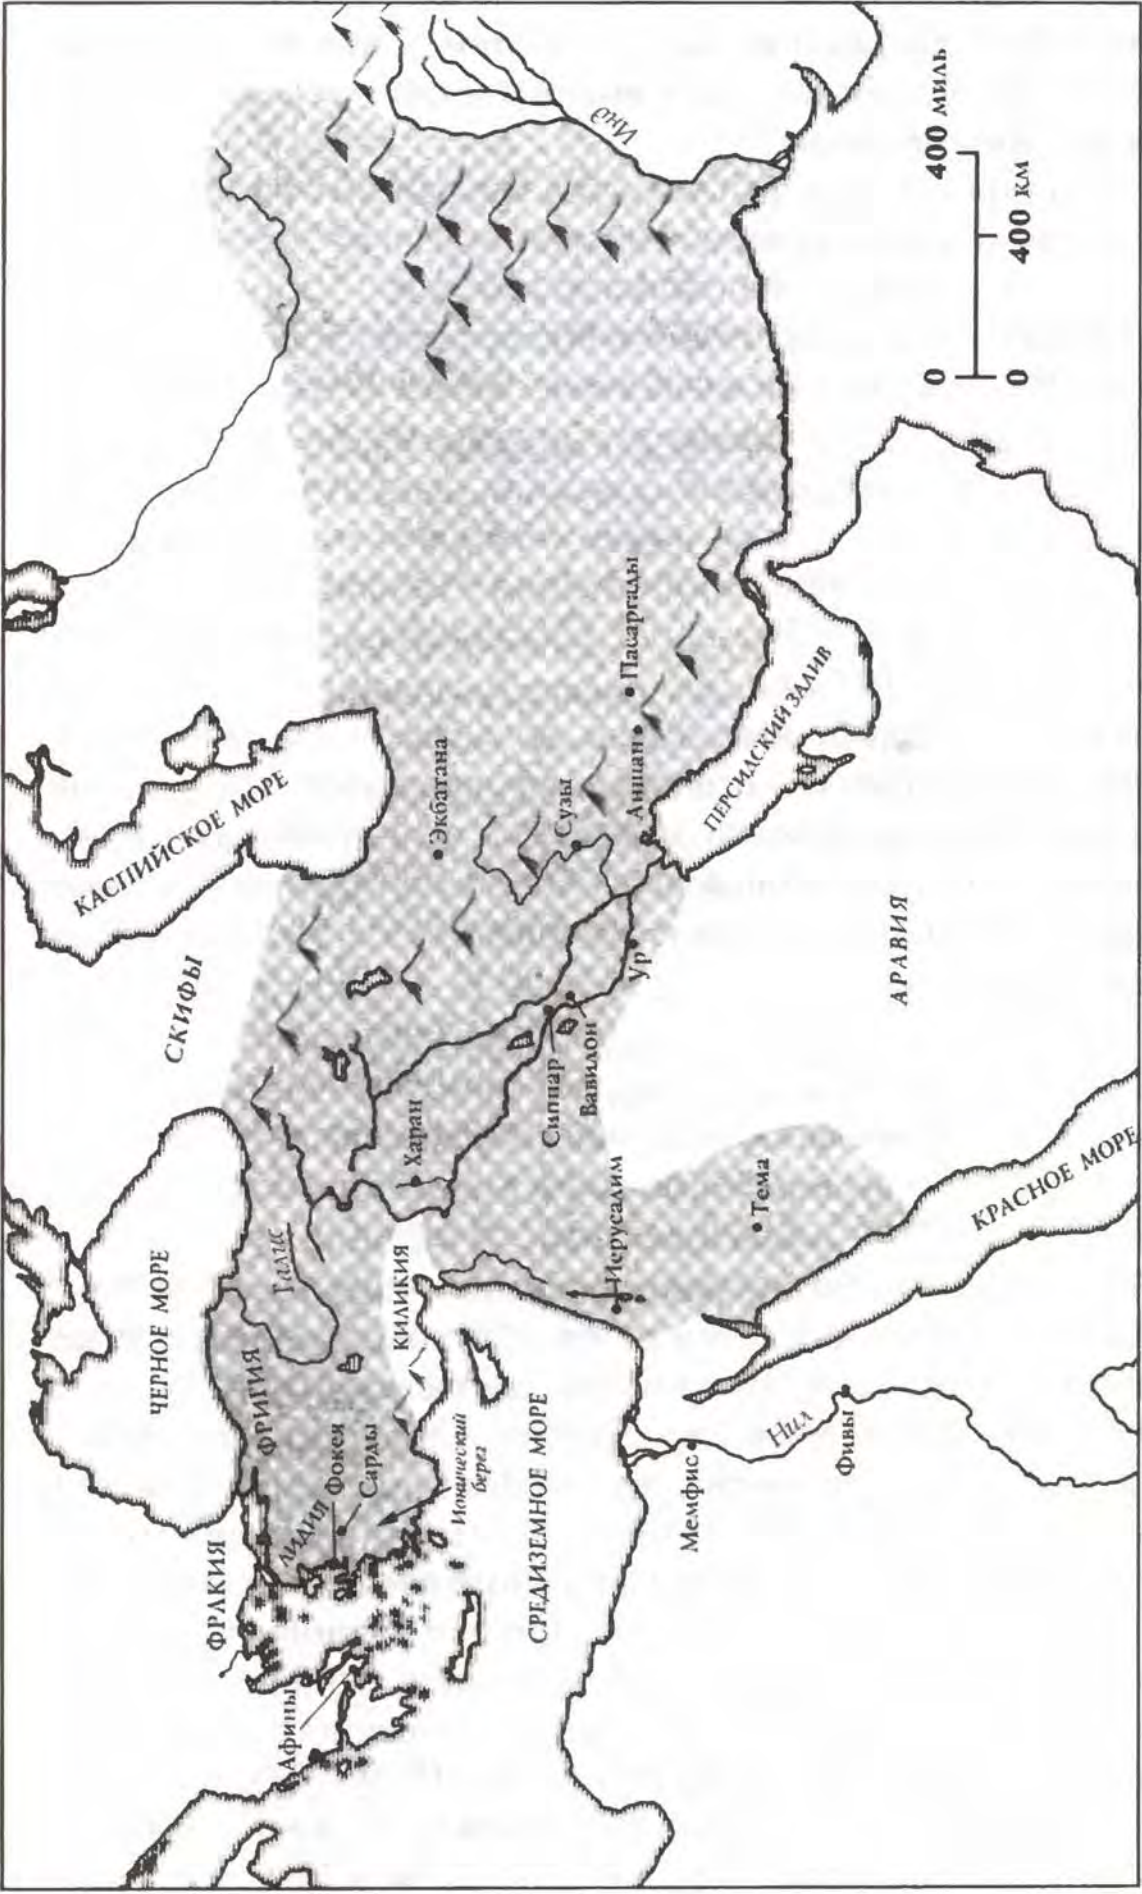 ФРАКИЯ
ЧЕРНОЕ МОРЕ
СКИФЫ
КАСПИЙСКОЕ МОРЕ
Афины
ЛИДИЯ
Фокея
Сарды
ФРИГИЯ
Галис
Ионический
берег
КИЛИКИЯ
Харан
Экбатана
СРЕДИЗЕМНОЕ МОРЕ
Иерусалим
Сиппар
Вавилон
Ур
Сузы
Аншан
Пасаргады
Инд
Мемфис
Нил
Фивы
Тема
КРАСНОЕ МОРЕ
АРАВИЯ
ПЕРСИДСКИЙ ЗАЛИВ
0 400 МИЛЬ
0 400 КМ